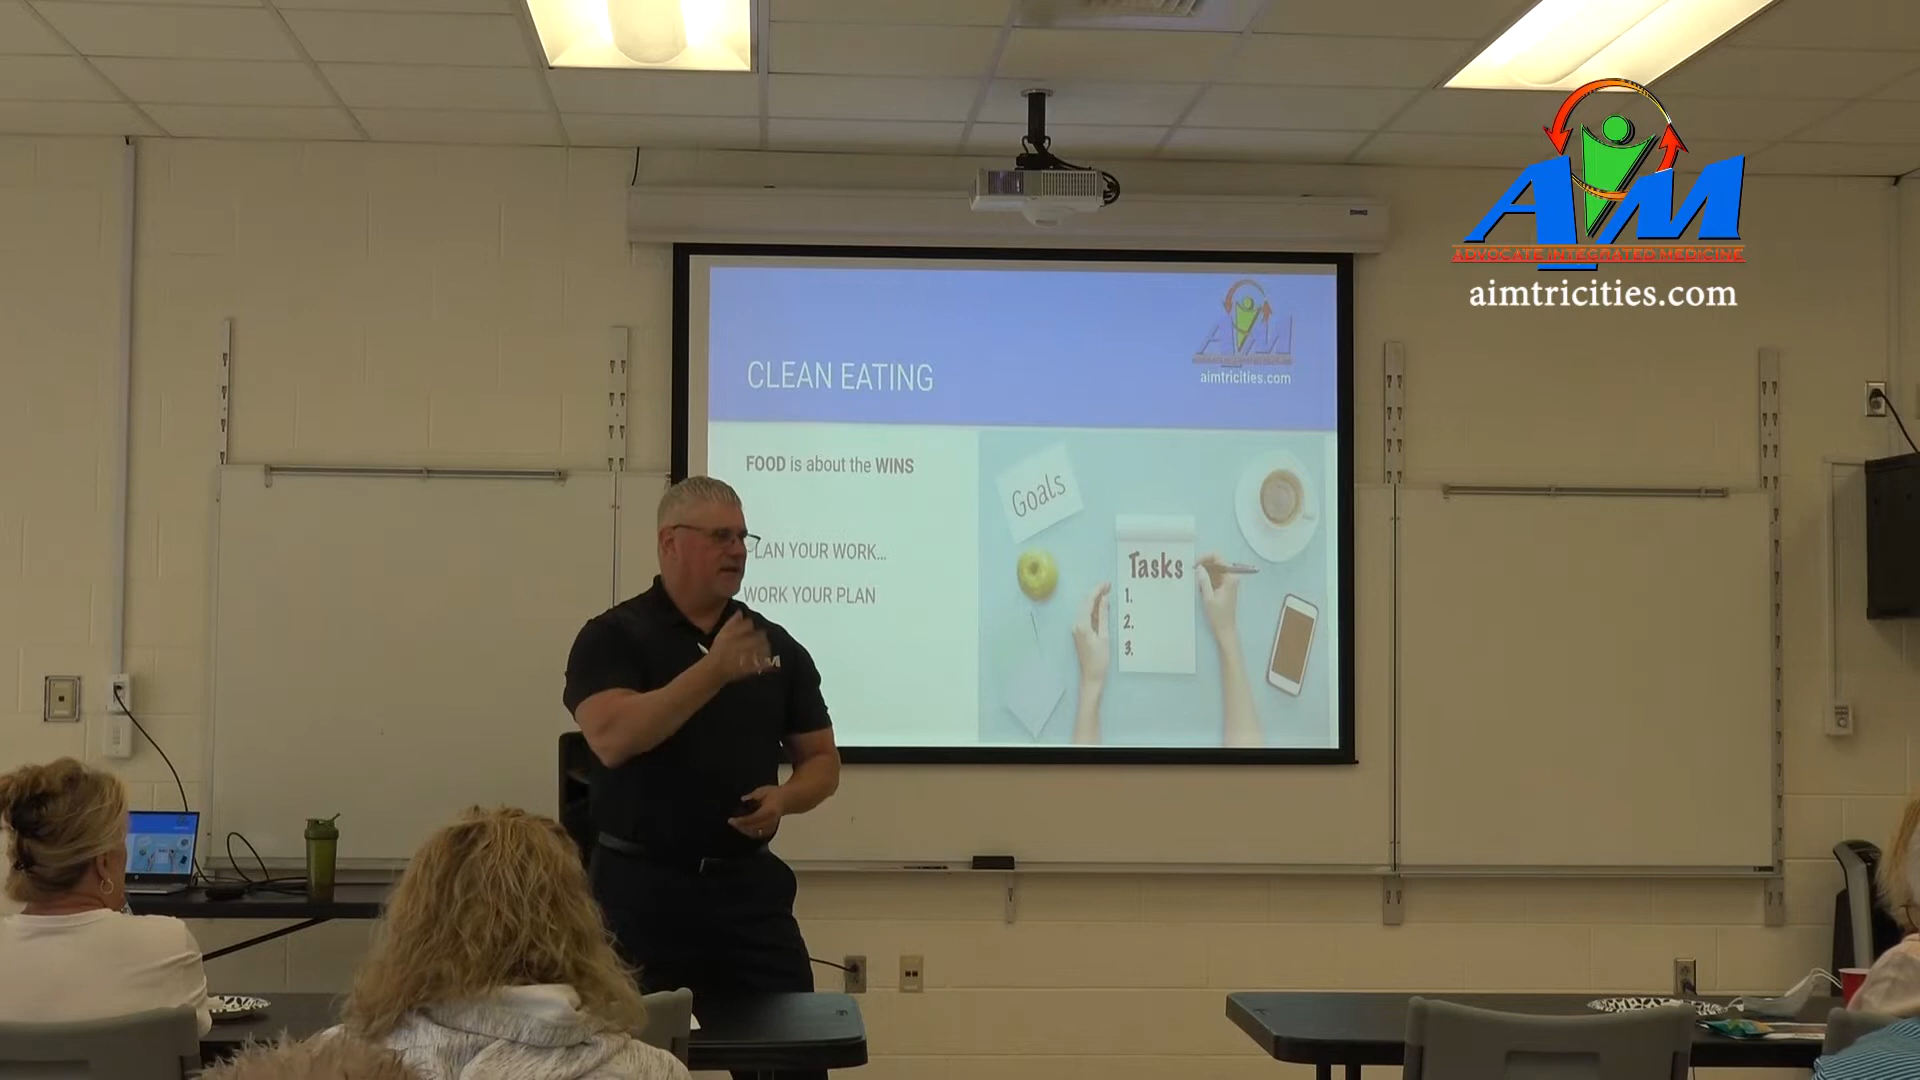 ADVOCATE INTEGRATED MEDICINE
aimtricities.com
aimtricities.com
CLEAN EATING
FOOD is about the WINS
PLAN YOUR WORK...
WORK YOUR PLAN
Goals
Tasks
1.
2.
3.